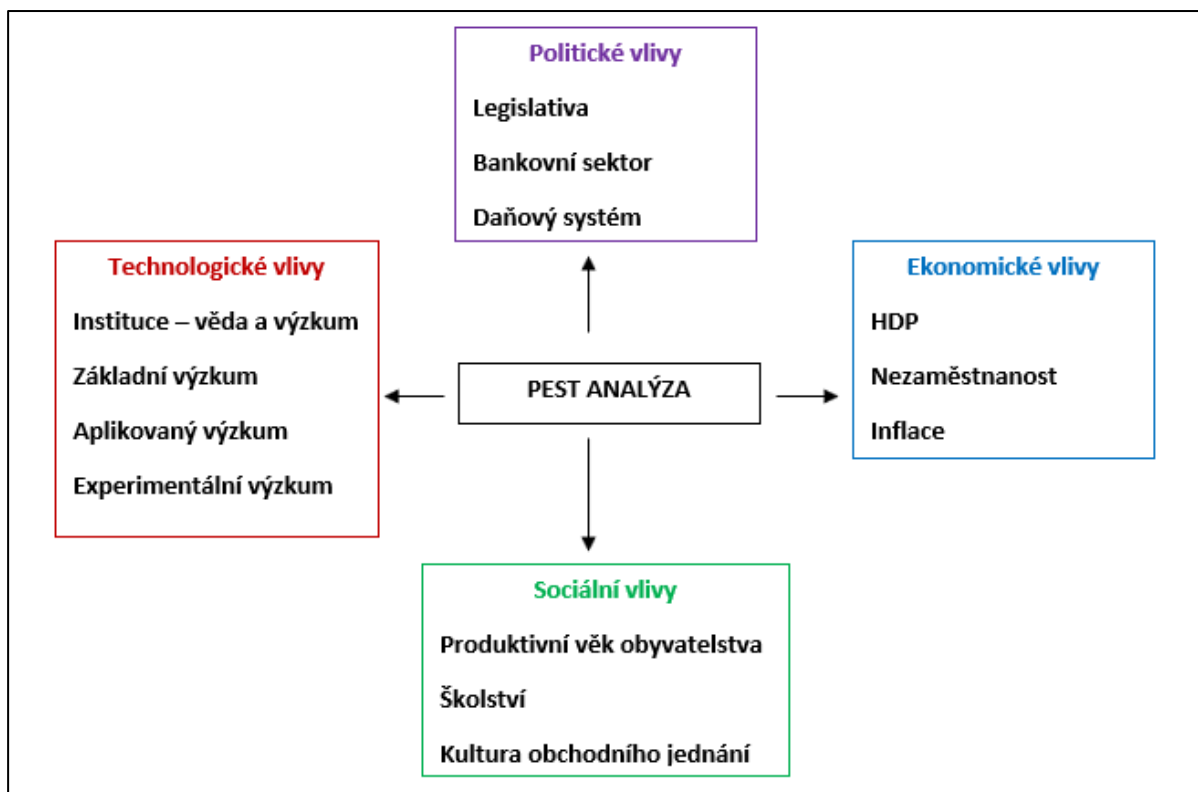 Politické vlivy
Legislativa
Bankovní sektor
Daňový systém
Technologické vlivy
Instituce – věda a výzkum
Základní výzkum
Aplikovaný výzkum
Experimentální výzkum
PEST ANALÝZA
Ekonomické vlivy
HDP
Nezaměstnanost
Inflace
Sociální vlivy
Produktivní věk obyvatelstva
Školství
Kultura obchodního jednání